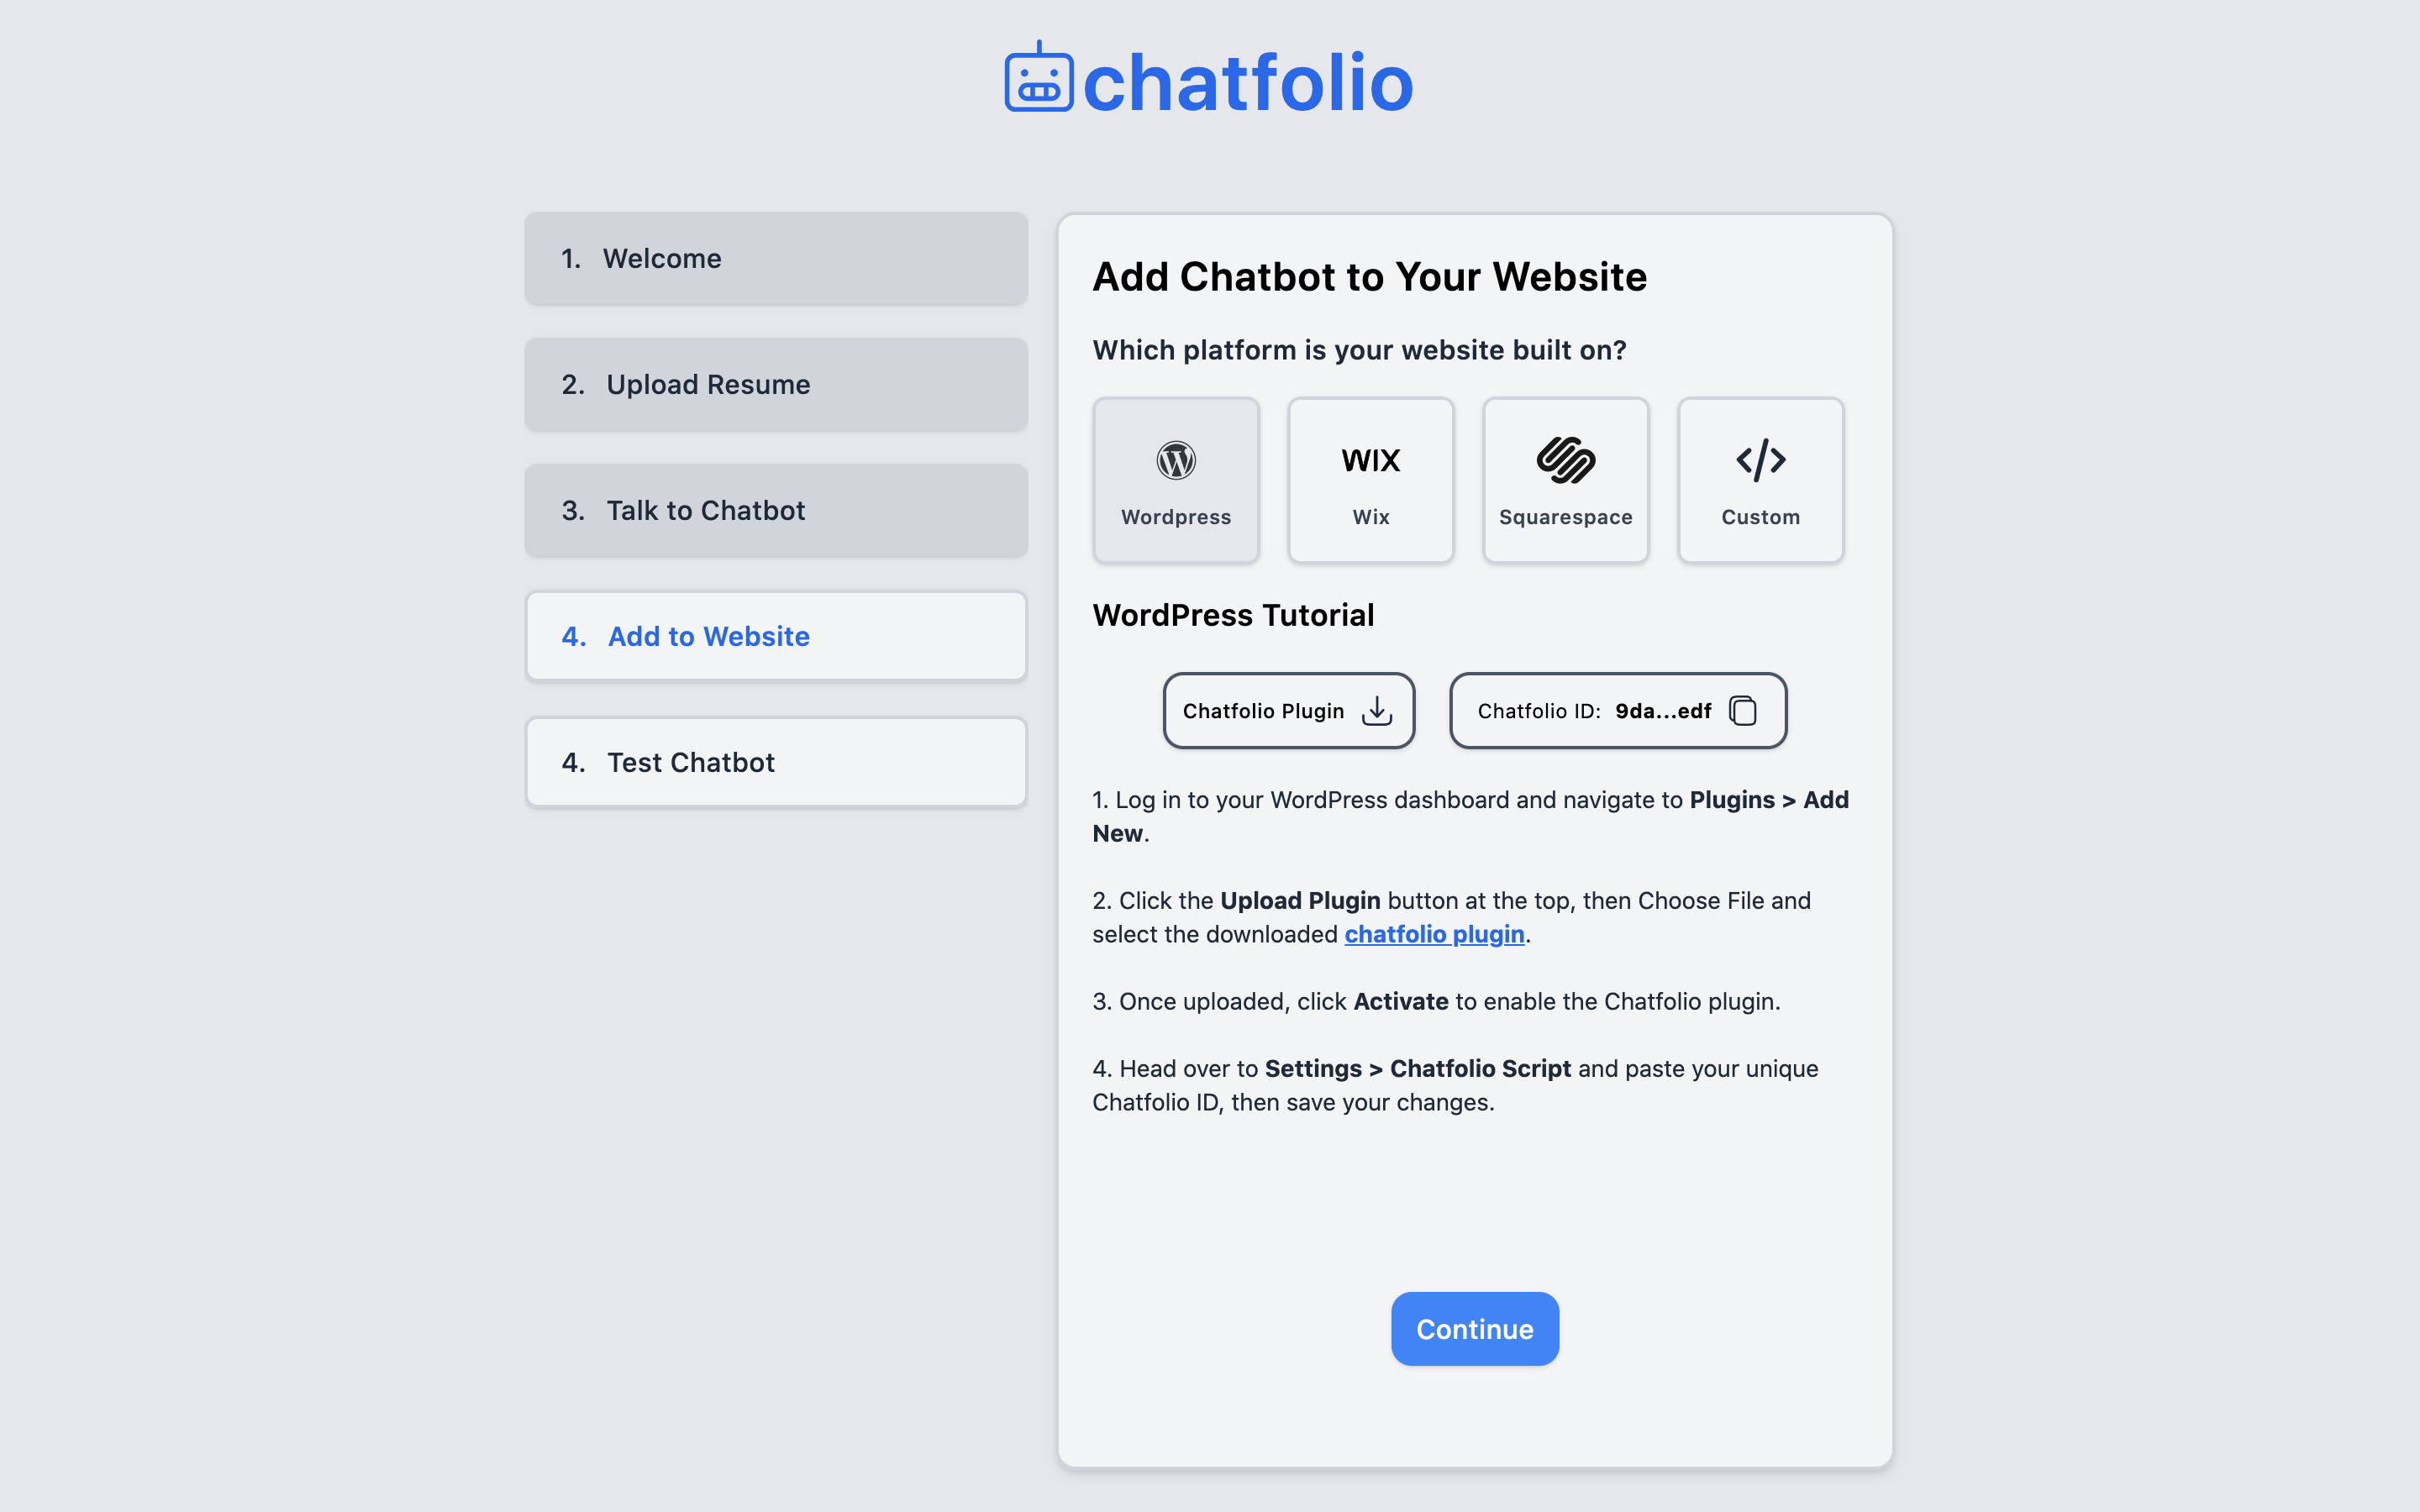 chatfolio
1. Welcome
2. Upload Resume
3. Talk to Chatbot
4. Add to Website
4. Test Chatbot
Add Chatbot to Your Website
Which platform is your website built on?
WIX
Wordpress
Wix
Squarespace
Custom
WordPress Tutorial
Chatfolio Plugin
Chatfolio ID: 9da...edf
1. Log in to your WordPress dashboard and navigate to Plugins > Add
New.
2. Click the Upload Plugin button at the top, then Choose File and
select the downloaded chatfolio plugin.
3. Once uploaded, click Activate to enable the Chatfolio plugin.
4. Head over to Settings > Chatfolio Script and paste your unique
Chatfolio ID, then save your changes.
Continue